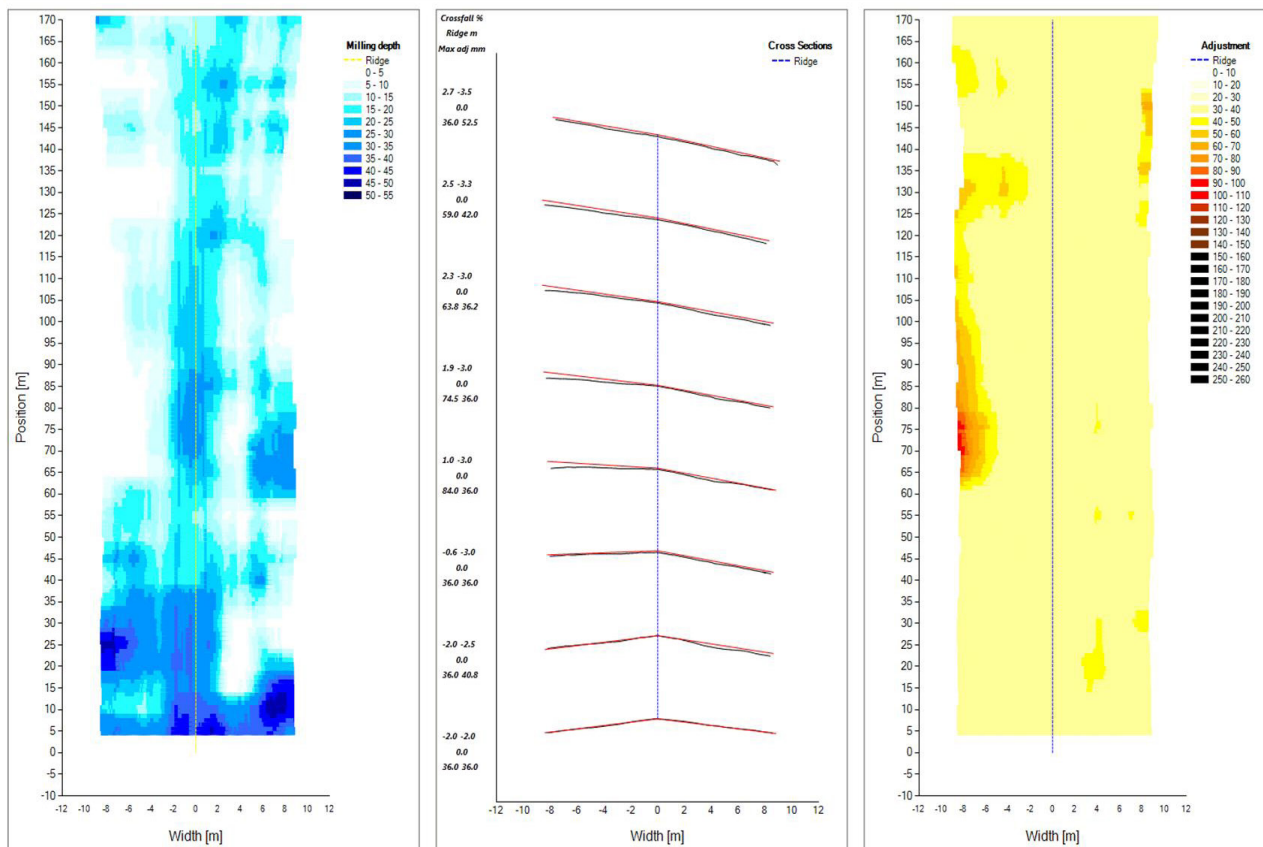 Milling depth
Ridge
0 - 5
5 - 10
10 - 15
15 - 20
20 - 25
25 - 30
30 - 35
35 - 40
40 - 45
45 - 50
50 - 55
170
165
160
155
150
145
140
135
130
125
120
115
110
105
100
95
90
85
80
75
70
65
60
55
50
45
40
35
30
25
20
15
10
5
0
-5
-10
Position [m]
-12 -10 -8 -6 -4 -2 0 2 4 6 8 10 12
Width [m]
Crossfall %
Ridge m
Max adj mm
Cross Sections
Ridge
2.7 -3.5
0.0
36.0 52.5
2.5 -3.3
0.0
59.0 42.0
2.3 -3.0
0.0
63.8 36.2
1.9 -3.0
0.0
74.5 36.0
1.0 -3.0
0.0
84.0 36.0
-0.6 -3.0
0.0
36.0 36.0
-2.0 -2.5
0.0
36.0 40.8
-2.0 -2.0
0.0
36.0 36.0
-12 -10 -8 -6 -4 -2 0 2 4 6 8 10 12
Width [m]
Adjustment
Ridge
0 - 10
10 - 20
20 - 30
30 - 40
40 - 50
50 - 60
60 - 70
70 - 80
80 - 90
90 - 100
100 - 110
110 - 120
120 - 130
130 - 140
140 - 150
150 - 160
160 - 170
170 - 180
180 - 190
190 - 200
200 - 210
210 - 220
220 - 230
230 - 240
240 - 250
250 - 260
170
165
160
155
150
145
140
135
130
125
120
115
110
105
100
95
90
85
80
75
70
65
60
55
50
45
40
35
30
25
20
15
10
5
0
-5
-10
Position [m]
-12 -10 -8 -6 -4 -2 0 2 4 6 8 10 12
Width [m]